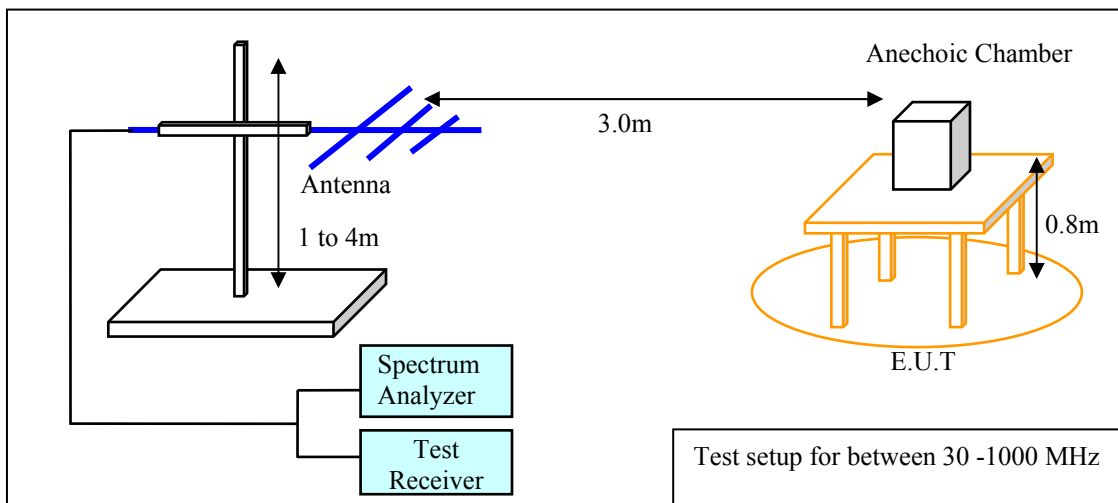 Anechoic Chamber
3.0m
Antenna
1 to 4m
0.8m
E.U.T
Spectrum
Analyzer
Test
Receiver
Test setup for between 30 -1000 MHz